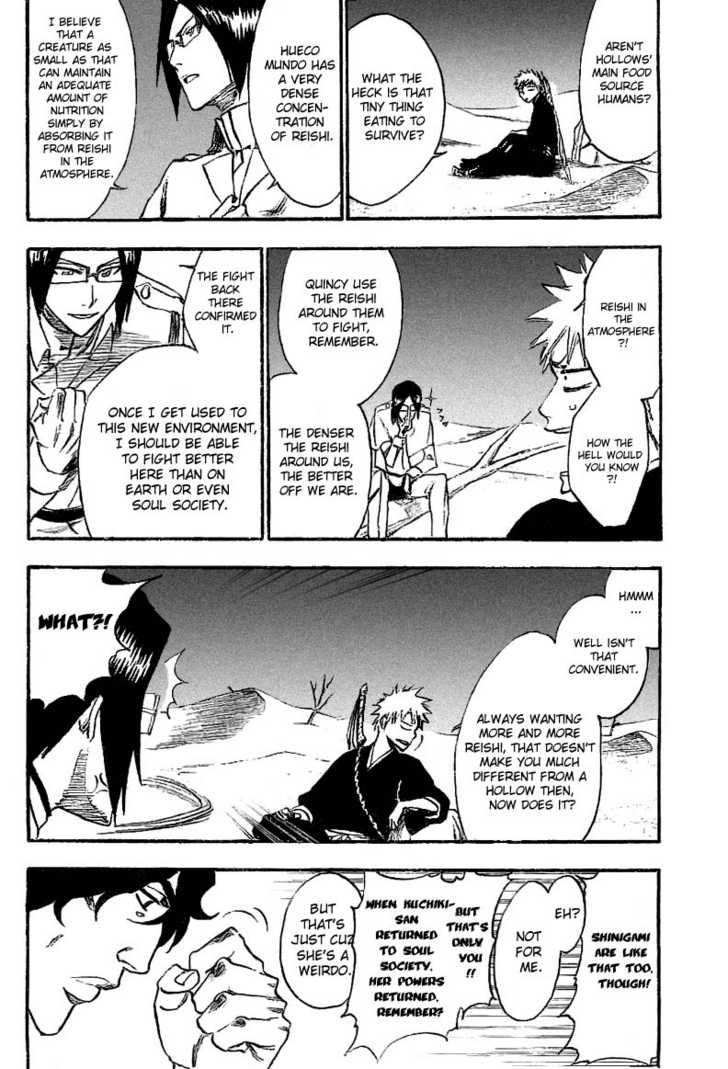 AREN'T
HOLLOWS'
MAIN FOOD
SOURCE
HUMANS?
WHAT THE
HECK IS THAT
TINY THING
EATING TO
SURVIVE?
HUECO
MUNDO HAS
A VERY
DENSE
CONCEN-
TRATION
OF REISHI.
I BELIEVE
THAT A
CREATURE AS
SMALL AS THAT
CAN MAINTAIN
AN ADEQUATE
AMOUNT OF
NUTRITION
SIMPLY BY
ABSORBING IT
FROM REISHI
IN THE
ATMOSPHERE.
REISHI IN
THE
ATMOSPHERE
?!
HOW THE
HELL WOULD
YOU KNOW
?!
QUINCY USE
THE REISHI
AROUND THEM
TO FIGHT,
REMEMBER.
THE DENSER
THE REISHI
AROUND US,
THE BETTER
OFF WE ARE.
THE FIGHT
BACK
THERE
CONFIRMED
IT.
ONCE I GET USED TO
THIS NEW ENVIRONMENT,
I SHOULD BE ABLE
TO FIGHT BETTER
HERE THAN ON
EARTH OR EVEN
SOUL SOCIETY.
HMMM
...
WELL ISN'T
THAT
CONVENIENT.
ALWAYS WANTING
MORE AND MORE
REISHI, THAT DOESN'T
MAKE YOU MUCH
DIFFERENT FROM A
HOLLOW THEN,
NOW DOES IT?
WHAT?!
SHINIGAMI
ARE LIKE
THAT TOO,
THOUGH!
EH?
NOT
FOR
ME.
BUT
THAT'S
ONLY
YOU
!!
WHEN KUCHIKI-
SAN
RETURNED
TO SOUL
SOCIETY,
HER POWERS
RETURNED,
REMEMBER?
BUT
THAT'S
JUST CUZ
SHE'S A
WEIRDO.